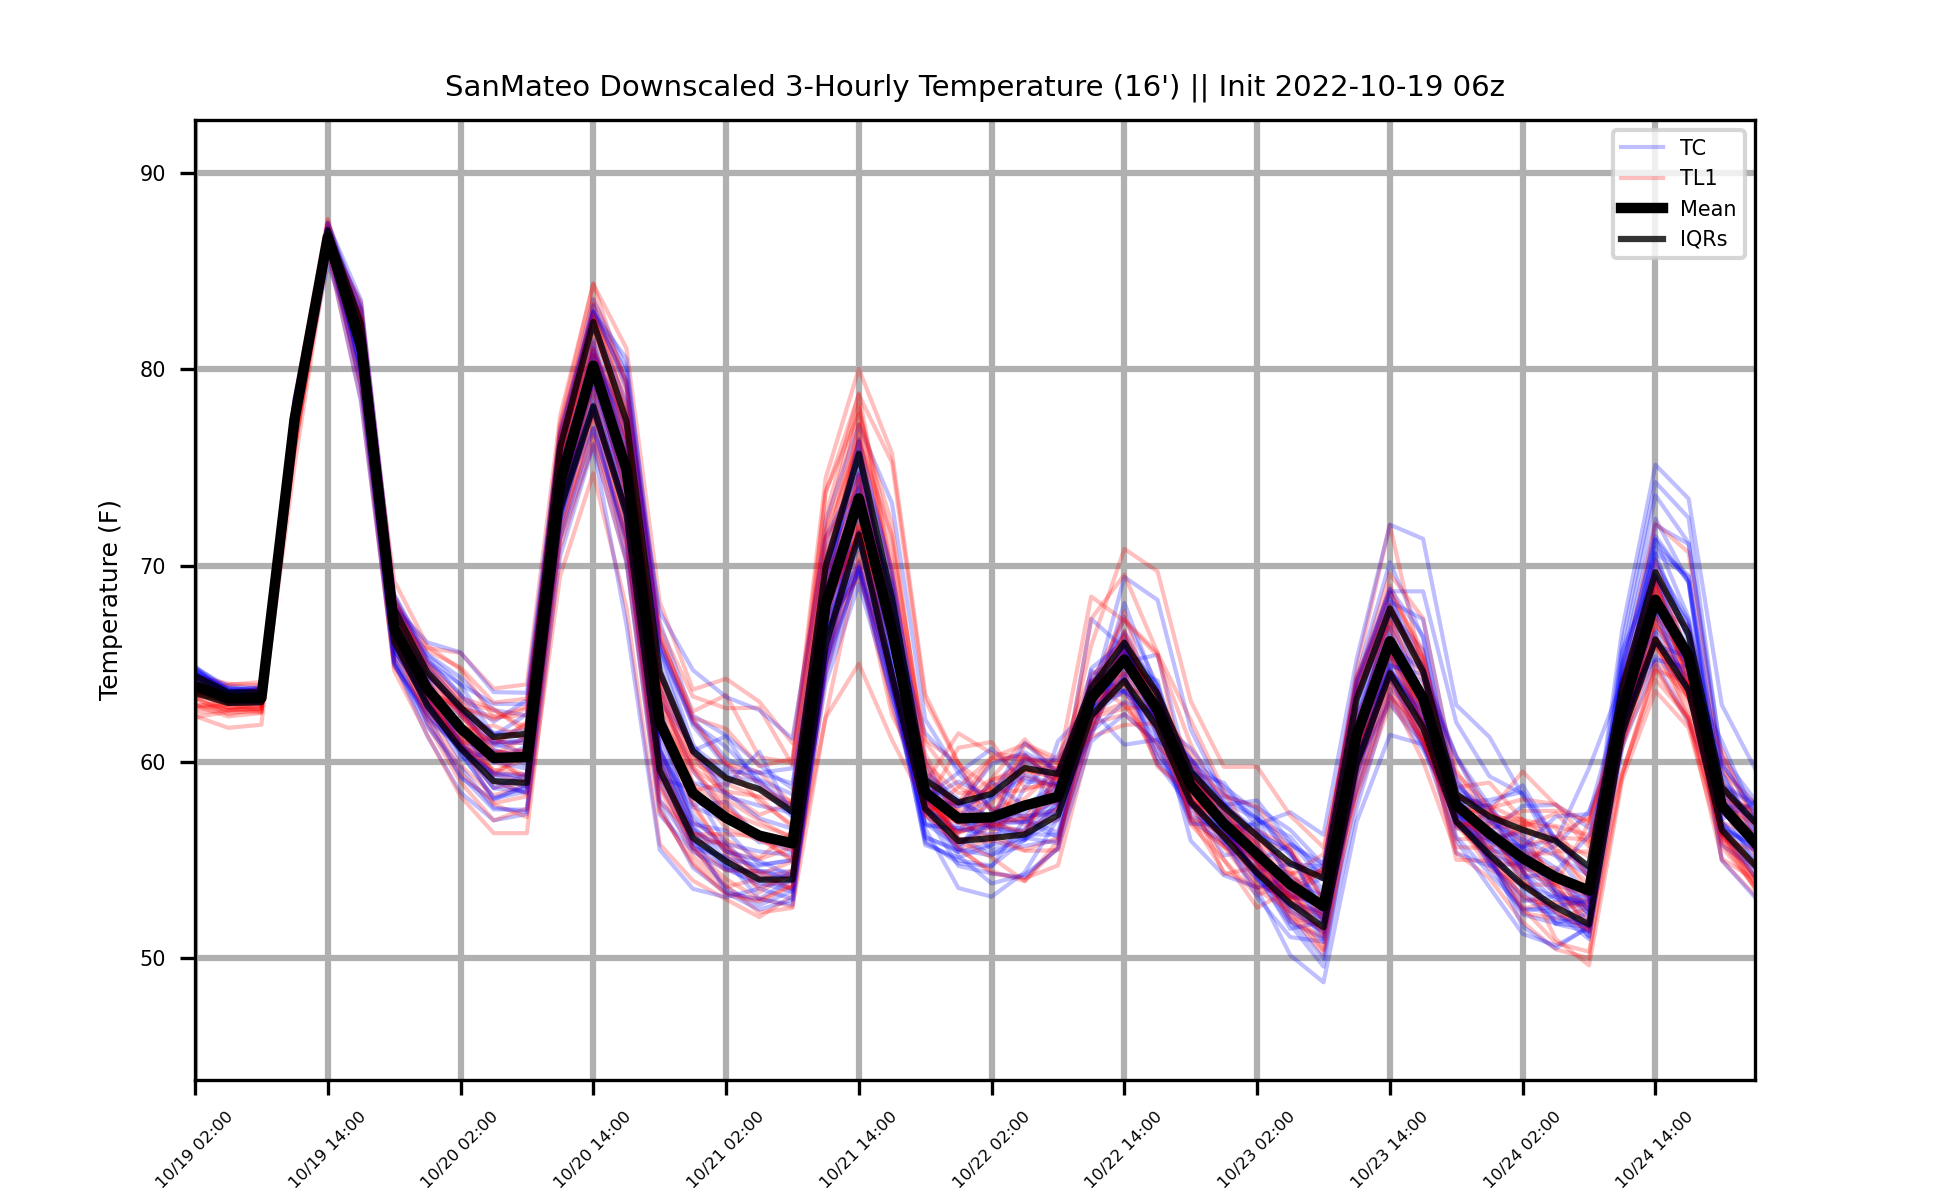 SanMateo Downscaled 3-Hourly Temperature (16') || Init 2022-10-19 06z
TC
TL1
Mean
IQRs
Temperature (F)
90
80
70
60
50
10/19 02:00
10/19 14:00
10/20 02:00
10/20 14:00
10/21 02:00
10/21 14:00
10/22 02:00
10/22 14:00
10/23 02:00
10/23 14:00
10/24 02:00
10/24 14:00